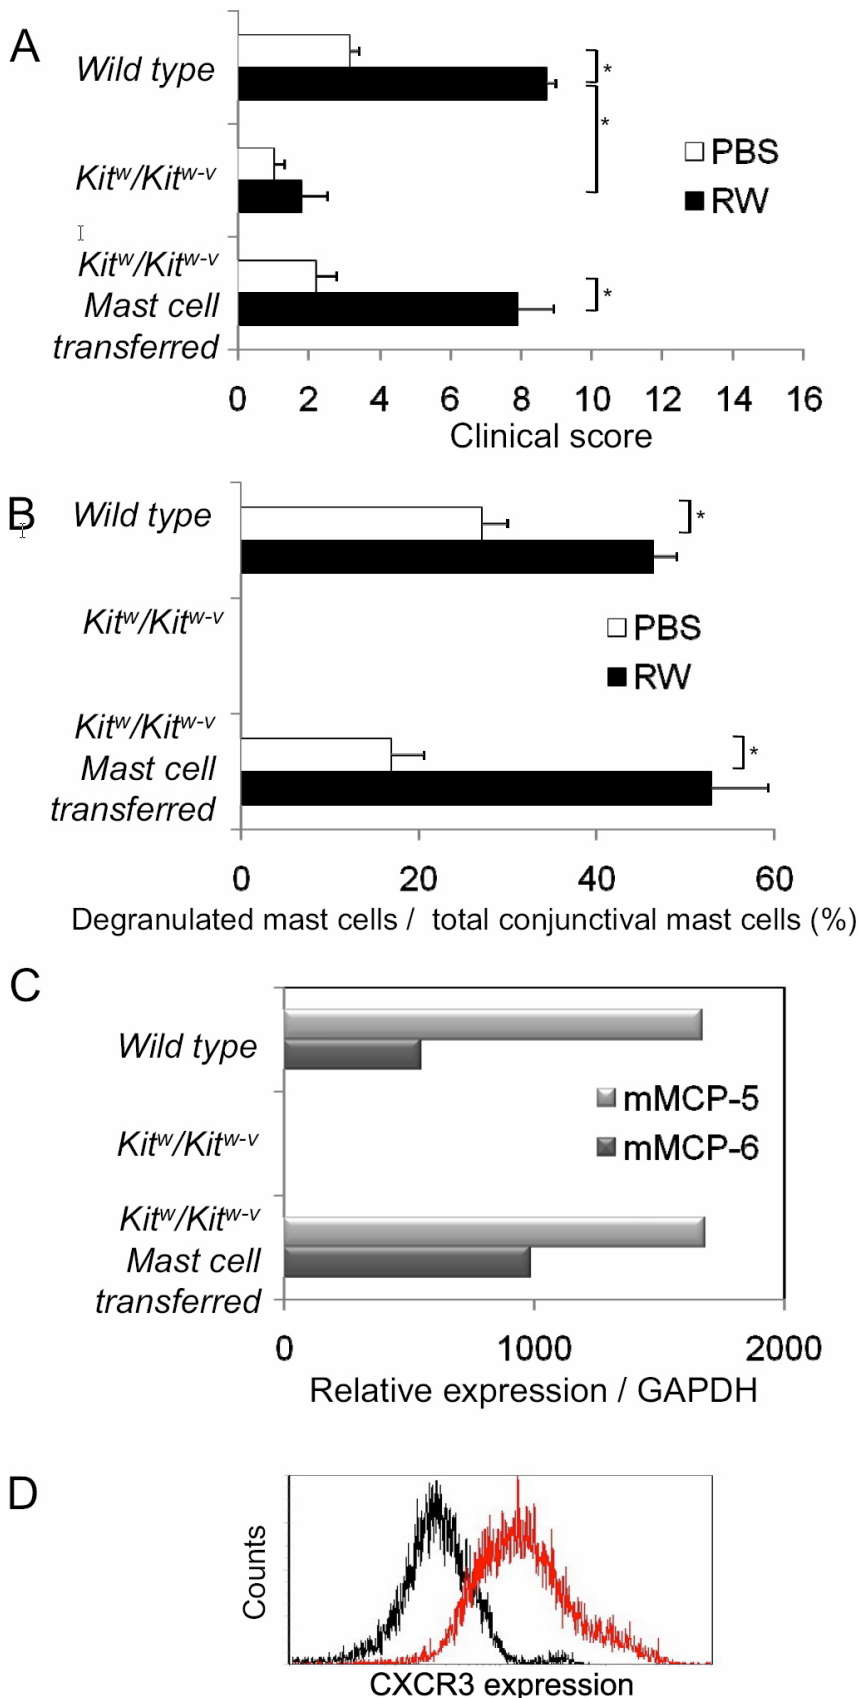 A
Wild type
*
*
Kitw/Kitw-v
PBS
RW
Kitw/Kitw-v
Mast cell
transferred
*
0 2 4 6 8 10 12 14 16
Clinical score
B
Wild type
*
Kitw/Kitw-v
PBS
RW
Kitw/Kitw-v
Mast cell
transferred
*
0 20 40 60
Degranulated mast cells / total conjunctival mast cells (%)
C
Wild type
mMCP-5
Kitw/Kitw-v
mMCP-6
Kitw/Kitw-v
Mast cell
transferred
0 1000 2000
Relative expression / GAPDH
D
Counts
CXCR3 expression